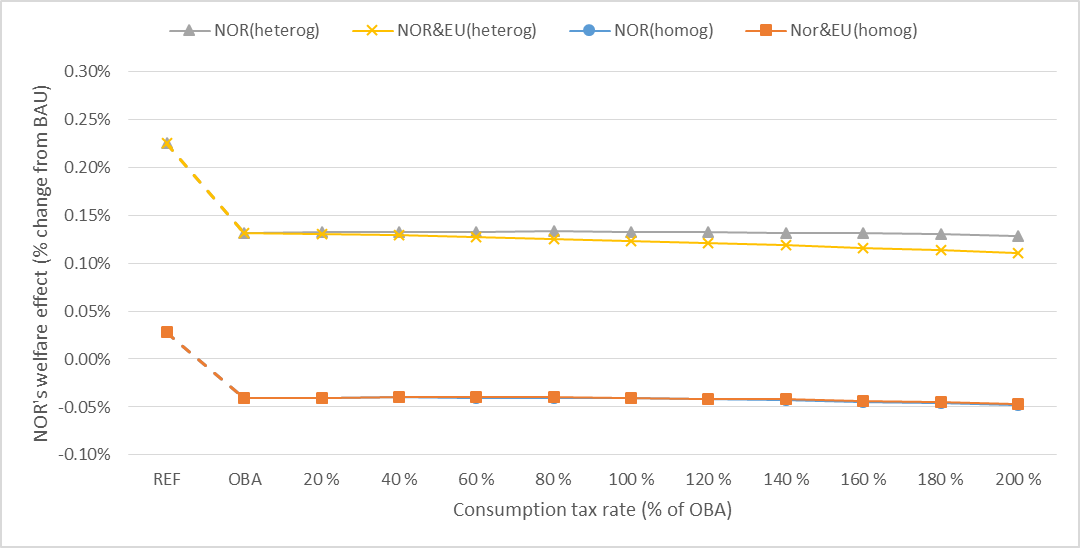 NOR(heterog) NOR&EU(heterog) NOR(homog) Nor&EU(homog)
NOR's welfare effect (% change from BAU)
0.30%
0.25%
0.20%
0.15%
0.10%
0.05%
0.00%
-0.05%
-0.10%
REF OBA 20 % 40 % 60 % 80 % 100 % 120 % 140 % 160 % 180 % 200 %
Consumption tax rate (% of OBA)